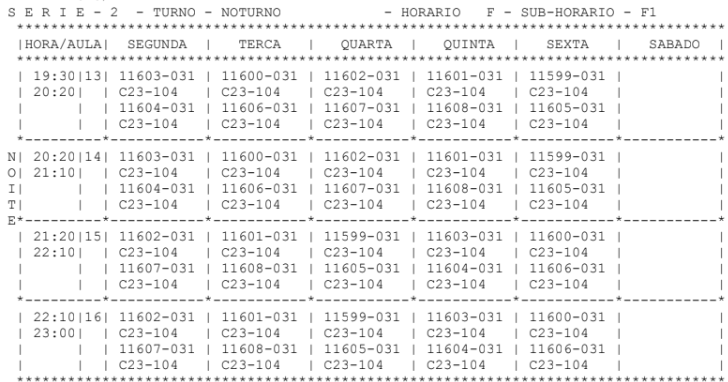 S E R I E - 2  - TURNO - NOTURNO            - HORARIO   F - SUB-HORARIO - F1
*********************************************************************************
|HORA/AULA|  SEGUNDA  |   TERCA   |   QUARTA  |   QUINTA  |   SEXTA   |   SABADO  |
*********************************************************************************
| 19:30|13| 11603-031 | 11600-031 | 11602-031 | 11601-031 | 11599-031 |           |
| 20:20|  | C23-104   | C23-104   | C23-104   | C23-104   | C23-104   |           |
|      |  | 11604-031 | 11606-031 | 11607-031 | 11608-031 | 11605-031 |           |
|      |  | C23-104   | C23-104   | C23-104   | C23-104   | C23-104   |           |
*---------*-----------*-----------*-----------*-----------*-----------*-----------*
N| 20:20|14| 11603-031 | 11600-031 | 11602-031 | 11601-031 | 11599-031 |           |
O| 21:10|  | C23-104   | C23-104   | C23-104   | C23-104   | C23-104   |           |
I|      |  | 11604-031 | 11606-031 | 11607-031 | 11608-031 | 11605-031 |           |
T|      |  | C23-104   | C23-104   | C23-104   | C23-104   | C23-104   |           |
E*---------*-----------*-----------*-----------*-----------*-----------*-----------*
| 21:20|15| 11602-031 | 11601-031 | 11599-031 | 11603-031 | 11600-031 |           |
| 22:10|  | C23-104   | C23-104   | C23-104   | C23-104   | C23-104   |           |
|      |  | 11607-031 | 11608-031 | 11605-031 | 11604-031 | 11606-031 |           |
|      |  | C23-104   | C23-104   | C23-104   | C23-104   | C23-104   |           |
*---------*-----------*-----------*-----------*-----------*-----------*-----------*
| 22:10|16| 11602-031 | 11601-031 | 11599-031 | 11603-031 | 11600-031 |           |
| 23:00|  | C23-104   | C23-104   | C23-104   | C23-104   | C23-104   |           |
|      |  | 11607-031 | 11608-031 | 11605-031 | 11604-031 | 11606-031 |           |
|      |  | C23-104   | C23-104   | C23-104   | C23-104   | C23-104   |           |
*********************************************************************************